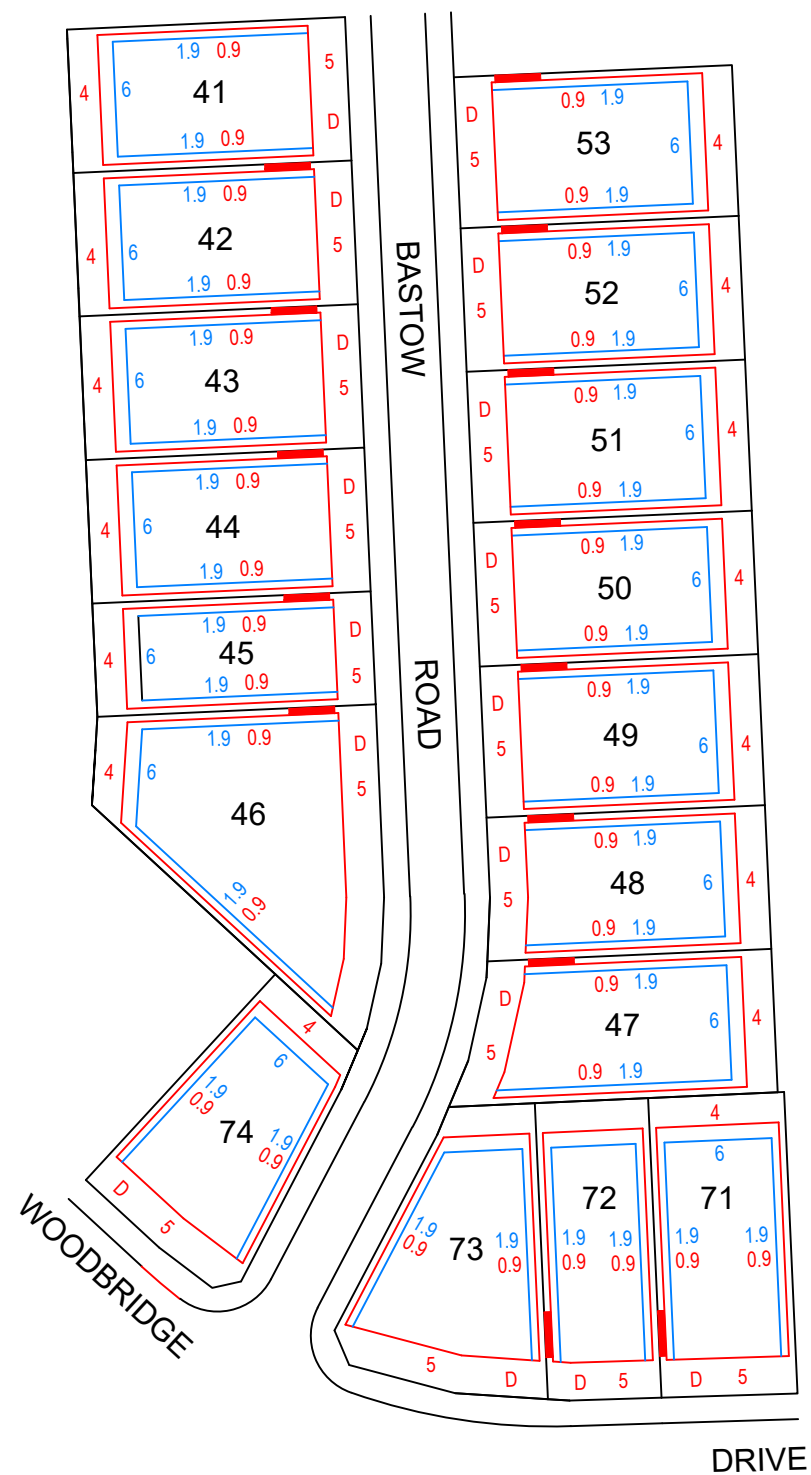 1.9 0.9
4 6 41 5
1.9 0.9 D
1.9 0.9 D
4 6 42 5
1.9 0.9
1.9 0.9 D
4 6 43 5
1.9 0.9
1.9 0.9 D
4 6 44 5
1.9 0.9
1.9 0.9 D
4 6 45 5
1.9 0.9
1.9 0.9 D
4 6 46 5
1.9
0.9
BASTOW
ROAD
D 0.9 1.9
5 53 6 4
0.9 1.9
D 0.9 1.9
5 52 6 4
0.9 1.9
D 0.9 1.9
5 51 6 4
0.9 1.9
D 0.9 1.9
5 50 6 4
0.9 1.9
D 0.9 1.9
5 49 6 4
0.9 1.9
D 0.9 1.9
5 48 6 4
0.9 1.9
D 0.9 1.9
5 47 6 4
0.9 1.9
4
6
1.9
0.9
74
1.9
0.9
D 5
WOODBRIDGE
1.9
0.9
73
1.9
0.9
5 D
72
1.9 1.9
0.9 0.9
D 5
4
6
71
1.9 1.9
0.9 0.9
D 5
DRIVE